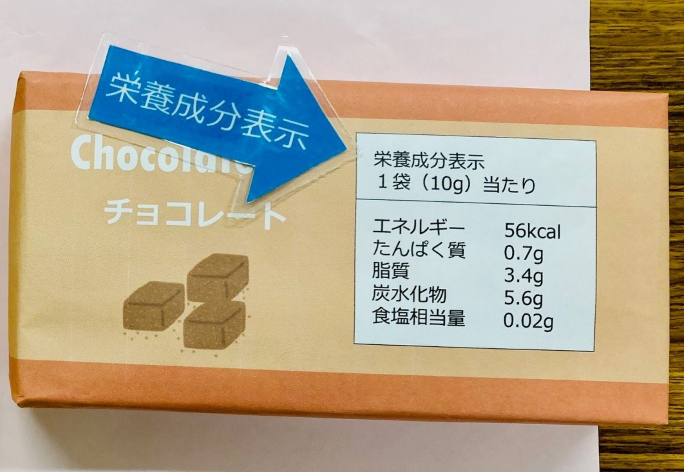 栄養成分表示
Chocolate
チョコレート
栄養成分表示
1袋（10g）当たり
エネルギー 56kcal
たんぱく質 0.7g
脂質 3.4g
炭水化物 5.6g
食塩相当量 0.02g